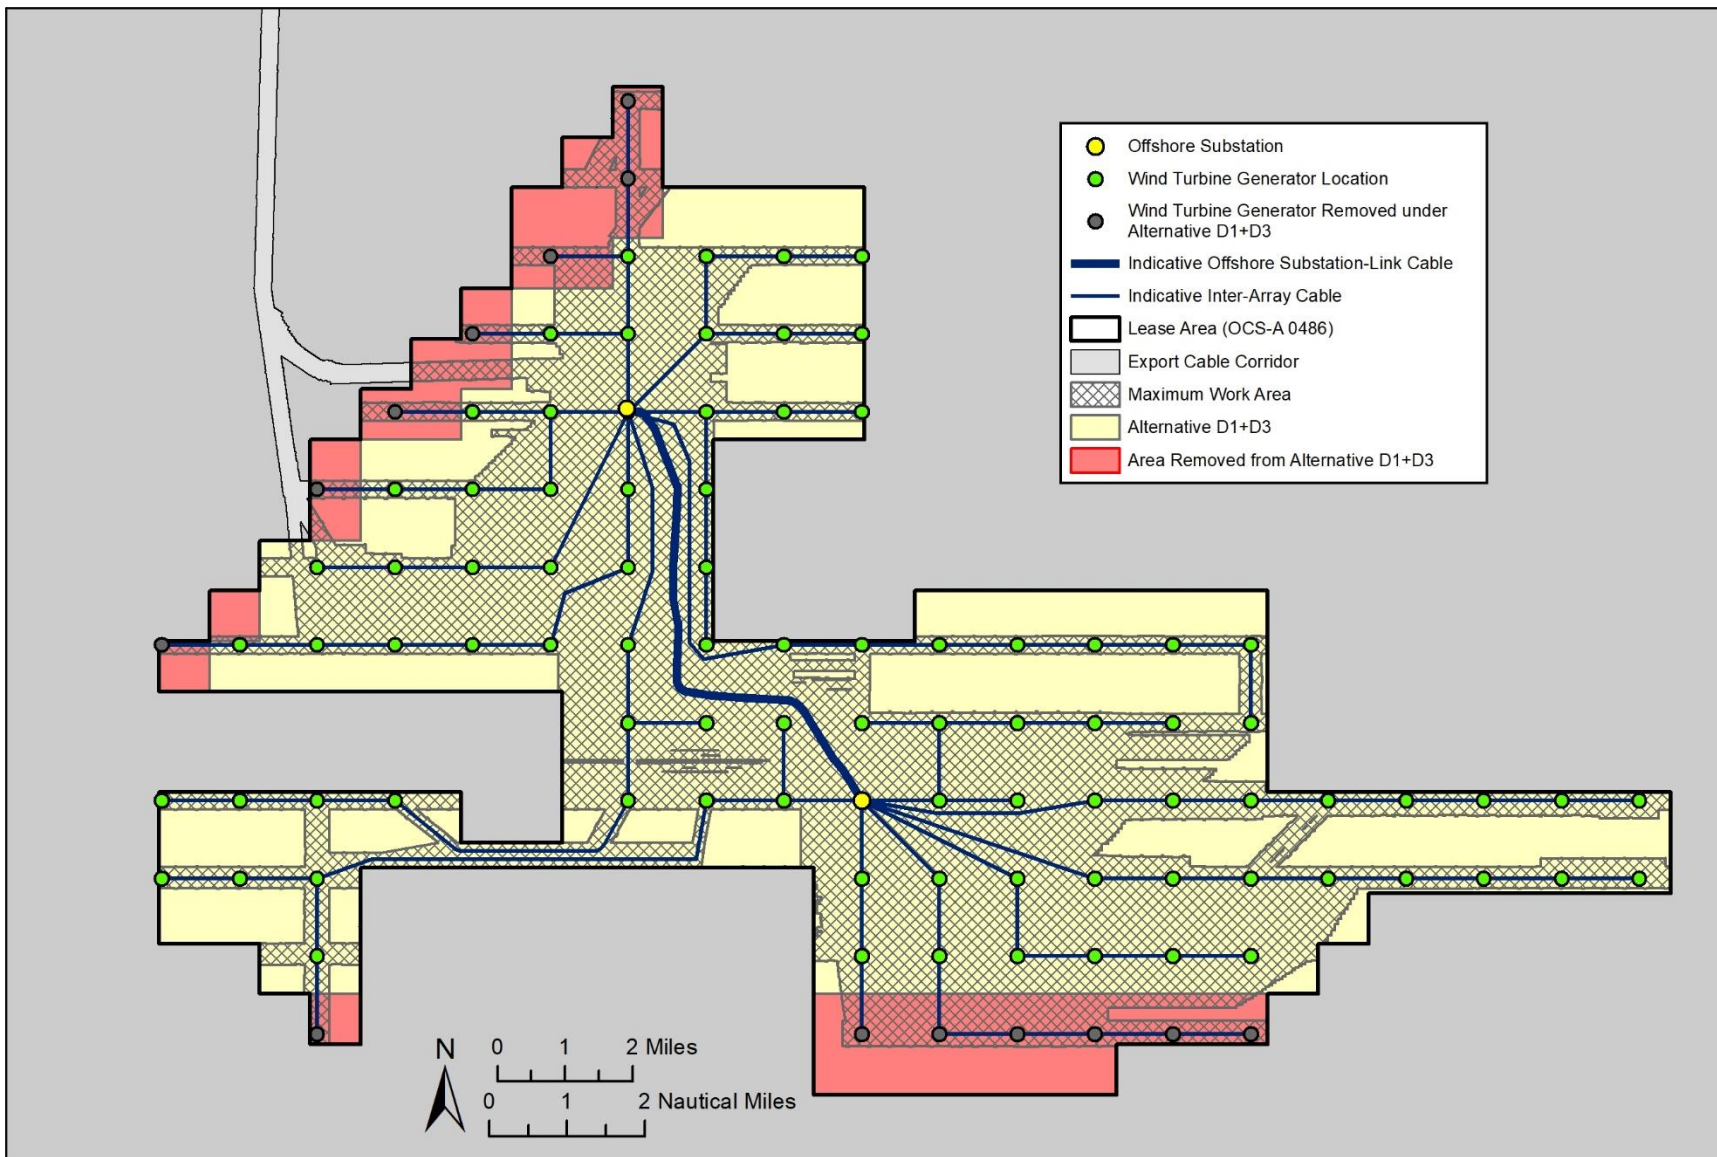 Offshore Substation
Wind Turbine Generator Location
Wind Turbine Generator Removed under
Alternative D1+D3
Indicative Offshore Substation-Link Cable
Indicative Inter-Array Cable
Lease Area (OCS-A 0486)
Export Cable Corridor
Maximum Work Area
Alternative D1+D3
Area Removed from Alternative D1+D3
N
0 1 2 Miles
0 1 2 Nautical Miles